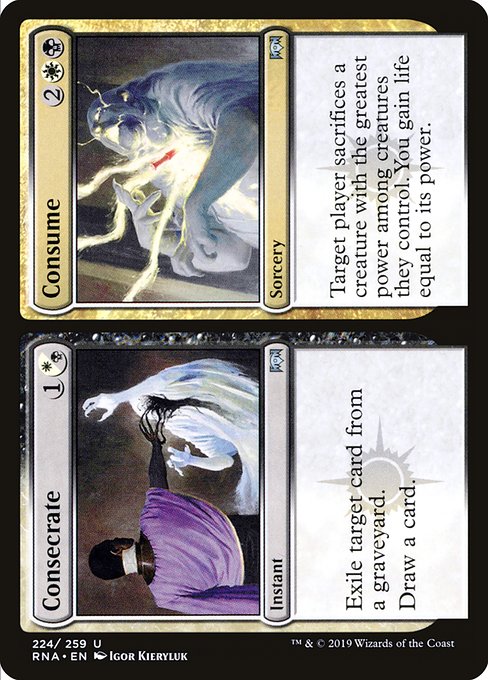 Consume 2
Sorcery
Target player sacrifices a
creature with the greatest
power among creatures
they control. You gain life
equal to its power.
Consecrate 1
Instant
Exile target card from
a graveyard.
Draw a card.
224/259 U
RNA • EN Igor Kieryluk
™ & © 2019 Wizards of the Coast